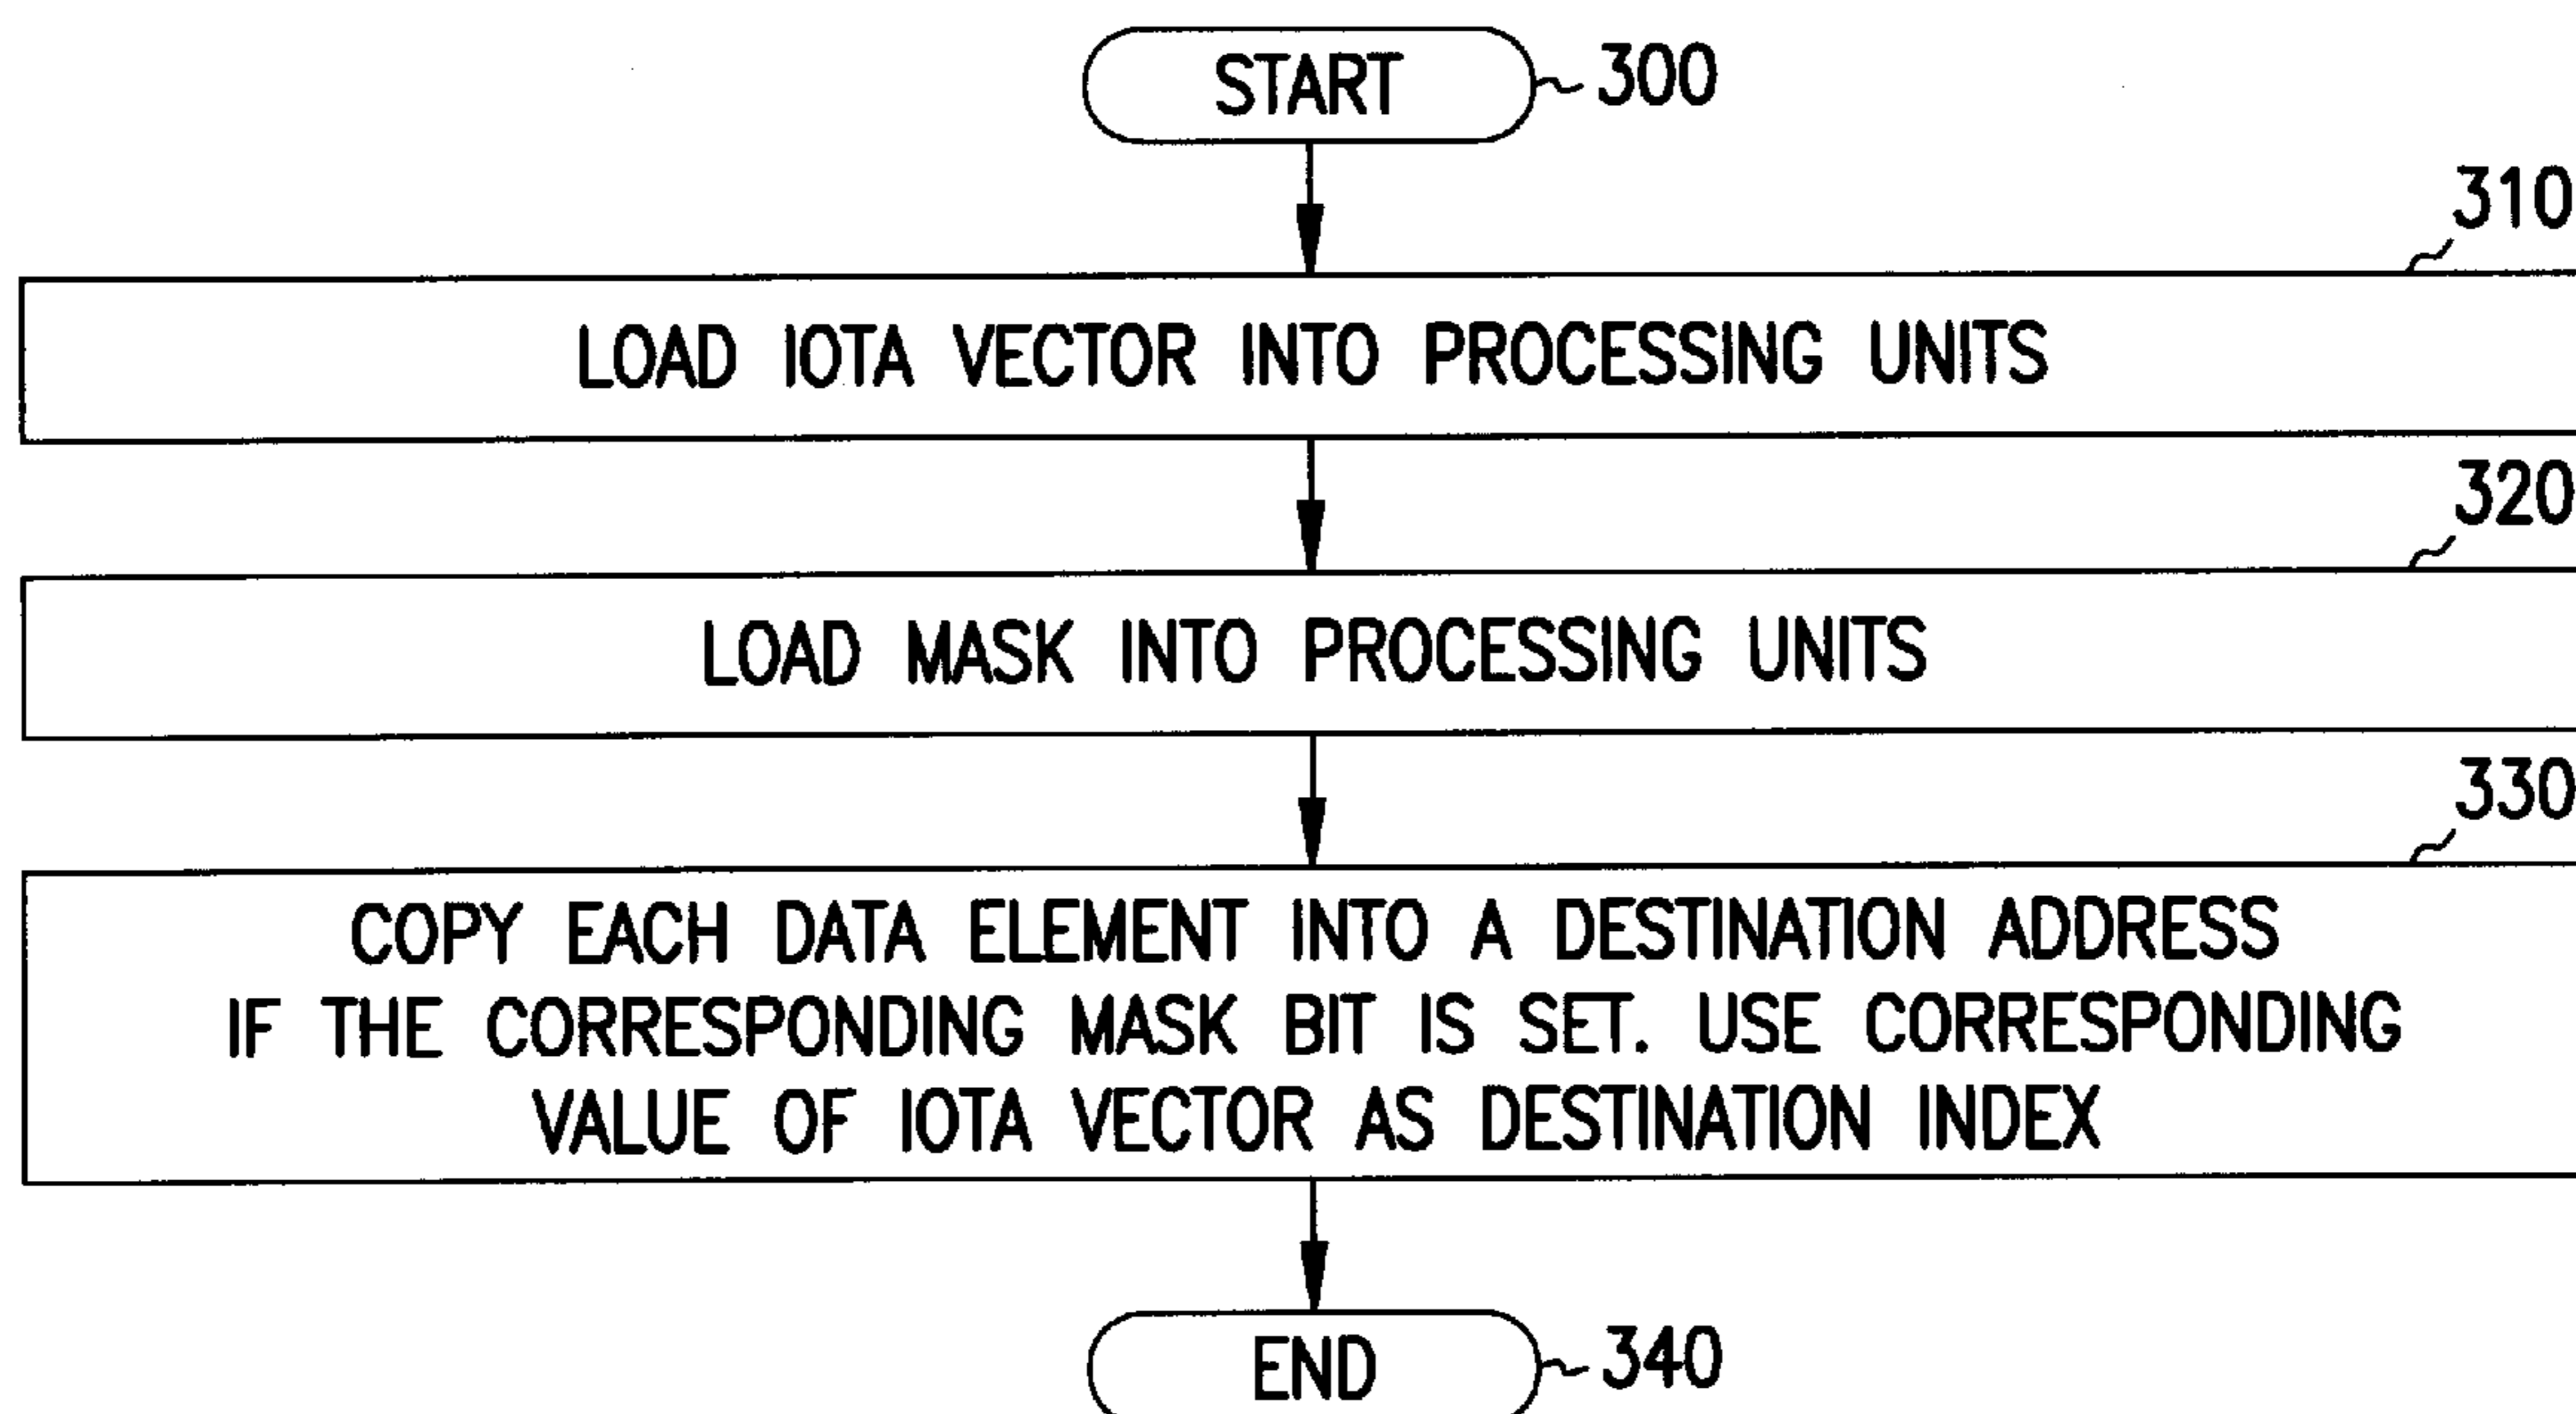 START 300
310
LOAD IOTA VECTOR INTO PROCESSING UNITS
320
LOAD MASK INTO PROCESSING UNITS
330
COPY EACH DATA ELEMENT INTO A DESTINATION ADDRESS
IF THE CORRESPONDING MASK BIT IS SET. USE CORRESPONDING
VALUE OF IOTA VECTOR AS DESTINATION INDEX
END 340